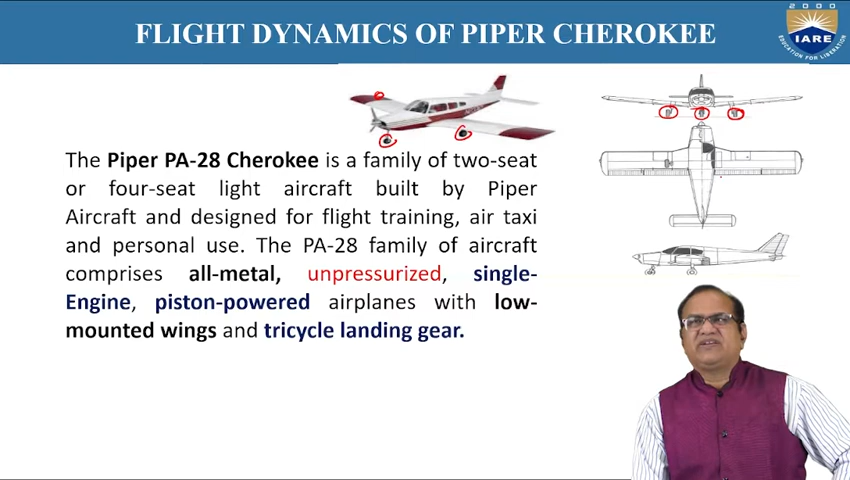 FLIGHT DYNAMICS OF PIPER CHEROKEE
2000
IARE
EDUCATION FOR LIBERATION
The Piper PA-28 Cherokee is a family of two-seat
or four-seat light aircraft built by Piper
Aircraft and designed for flight training, air taxi
and personal use. The PA-28 family of aircraft
comprises all-metal, unpressurized, single-
Engine, piston-powered airplanes with low-
mounted wings and tricycle landing gear.